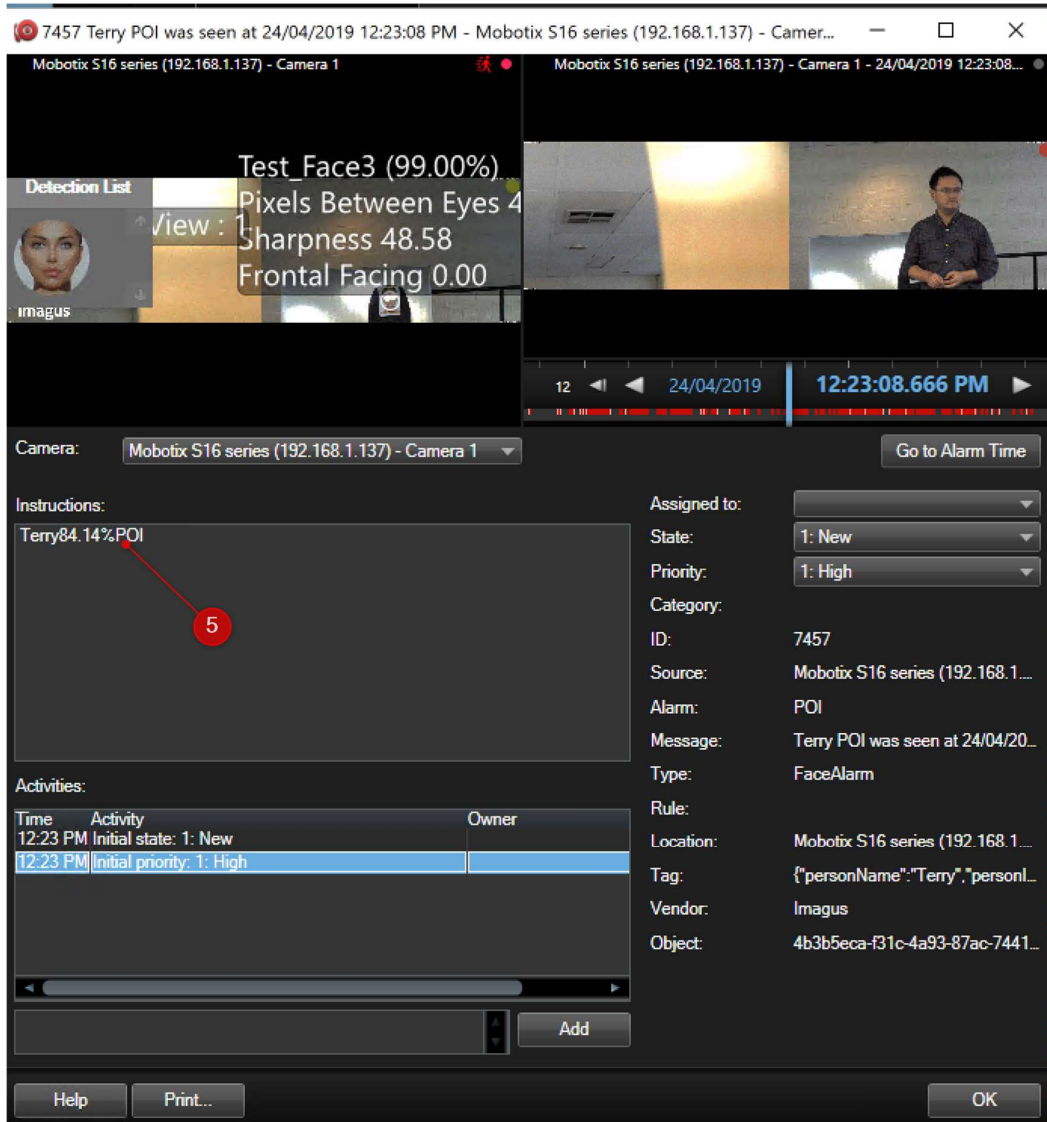 7457 Terry POI was seen at 24/04/2019 12:23:08 PM - Mobotix S16 series (192.168.1.137) - Camer...
Mobotix S16 series (192.168.1.137) - Camera 1
Mobotix S16 series (192.168.1.137) - Camera 1 - 24/04/2019 12:23:08...
Detection List
View : 1
Test_Face3 (99.00%)
Pixels Between Eyes 4
Sharpness 48.58
Frontal Facing 0.00
Imagus
12 24/04/2019 12:23:08.666 PM
Camera: Mobotix S16 series (192.168.1.137) - Camera 1
Go to Alarm Time
Instructions:
Terry84.14%POI
5
Assigned to:
State: 1: New
Priority: 1: High
Category:
ID: 7457
Source: Mobotix S16 series (192.168.1....
Alarm: POI
Message: Terry POI was seen at 24/04/20...
Type: FaceAlarm
Rule:
Location: Mobotix S16 series (192.168.1....
Tag: {"personName":"Terry","personI...
Vendor: Imagus
Object: 4b3b5eca-f31c-4a93-87ac-7441...
Activities:
Time Activity Owner
12:23 PM Initial state: 1: New
12:23 PM Initial priority: 1: High
Add
Help Print... OK